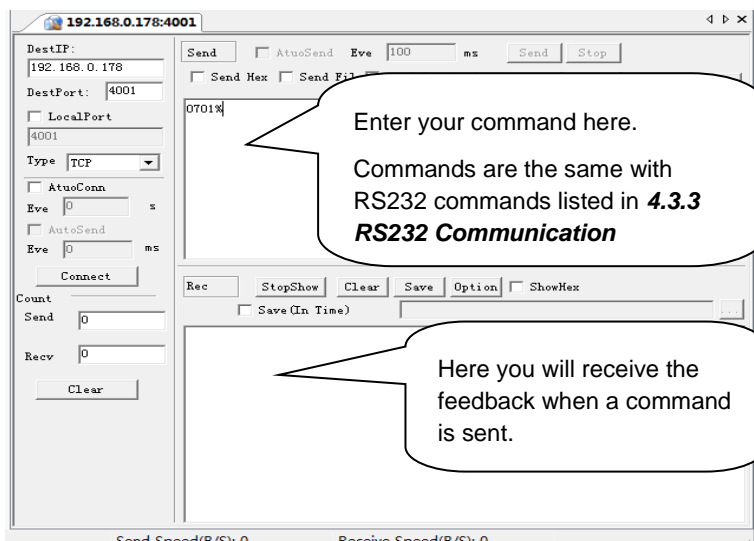 192.168.0.178:4001
DestIP:
192.168.0.178
DestPort: 4001
LocalPort
4001
Type TCP
AtuoConn
Eve 0 s
AutoSend
Eve 0 ms
Connect
Count
Send 0
Recv 0
Clear
Send AtuoSend Eve 100 ms Send Stop
Send Hex Send
0701%
Enter your command here.
Commands are the same with
RS232 commands listed in 4.3.3
RS232 Communication
Rec StopShow Clear Save Option ShowHex
Save(In Time) ...
Here you will receive the
feedback when a command
is sent.
Send Speed(B/S): 0 Receive Speed(B/S): 0